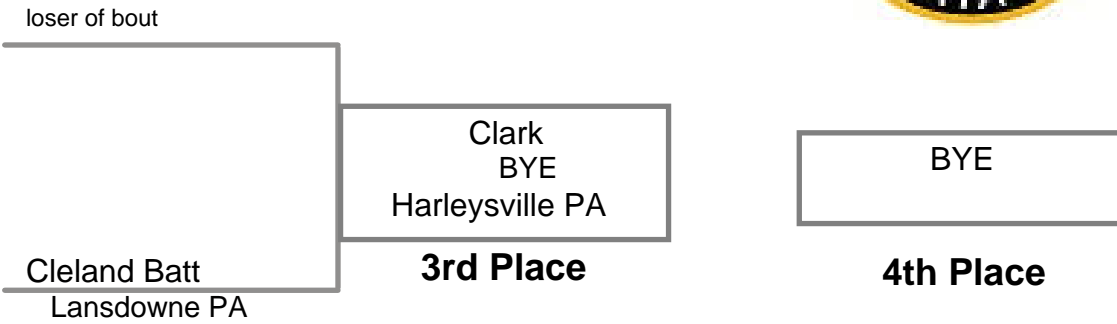 loser of bout
Clark
BYE
Harleysville PA
3rd Place
BYE
4th Place
Cleland Batt
Lansdowne PA